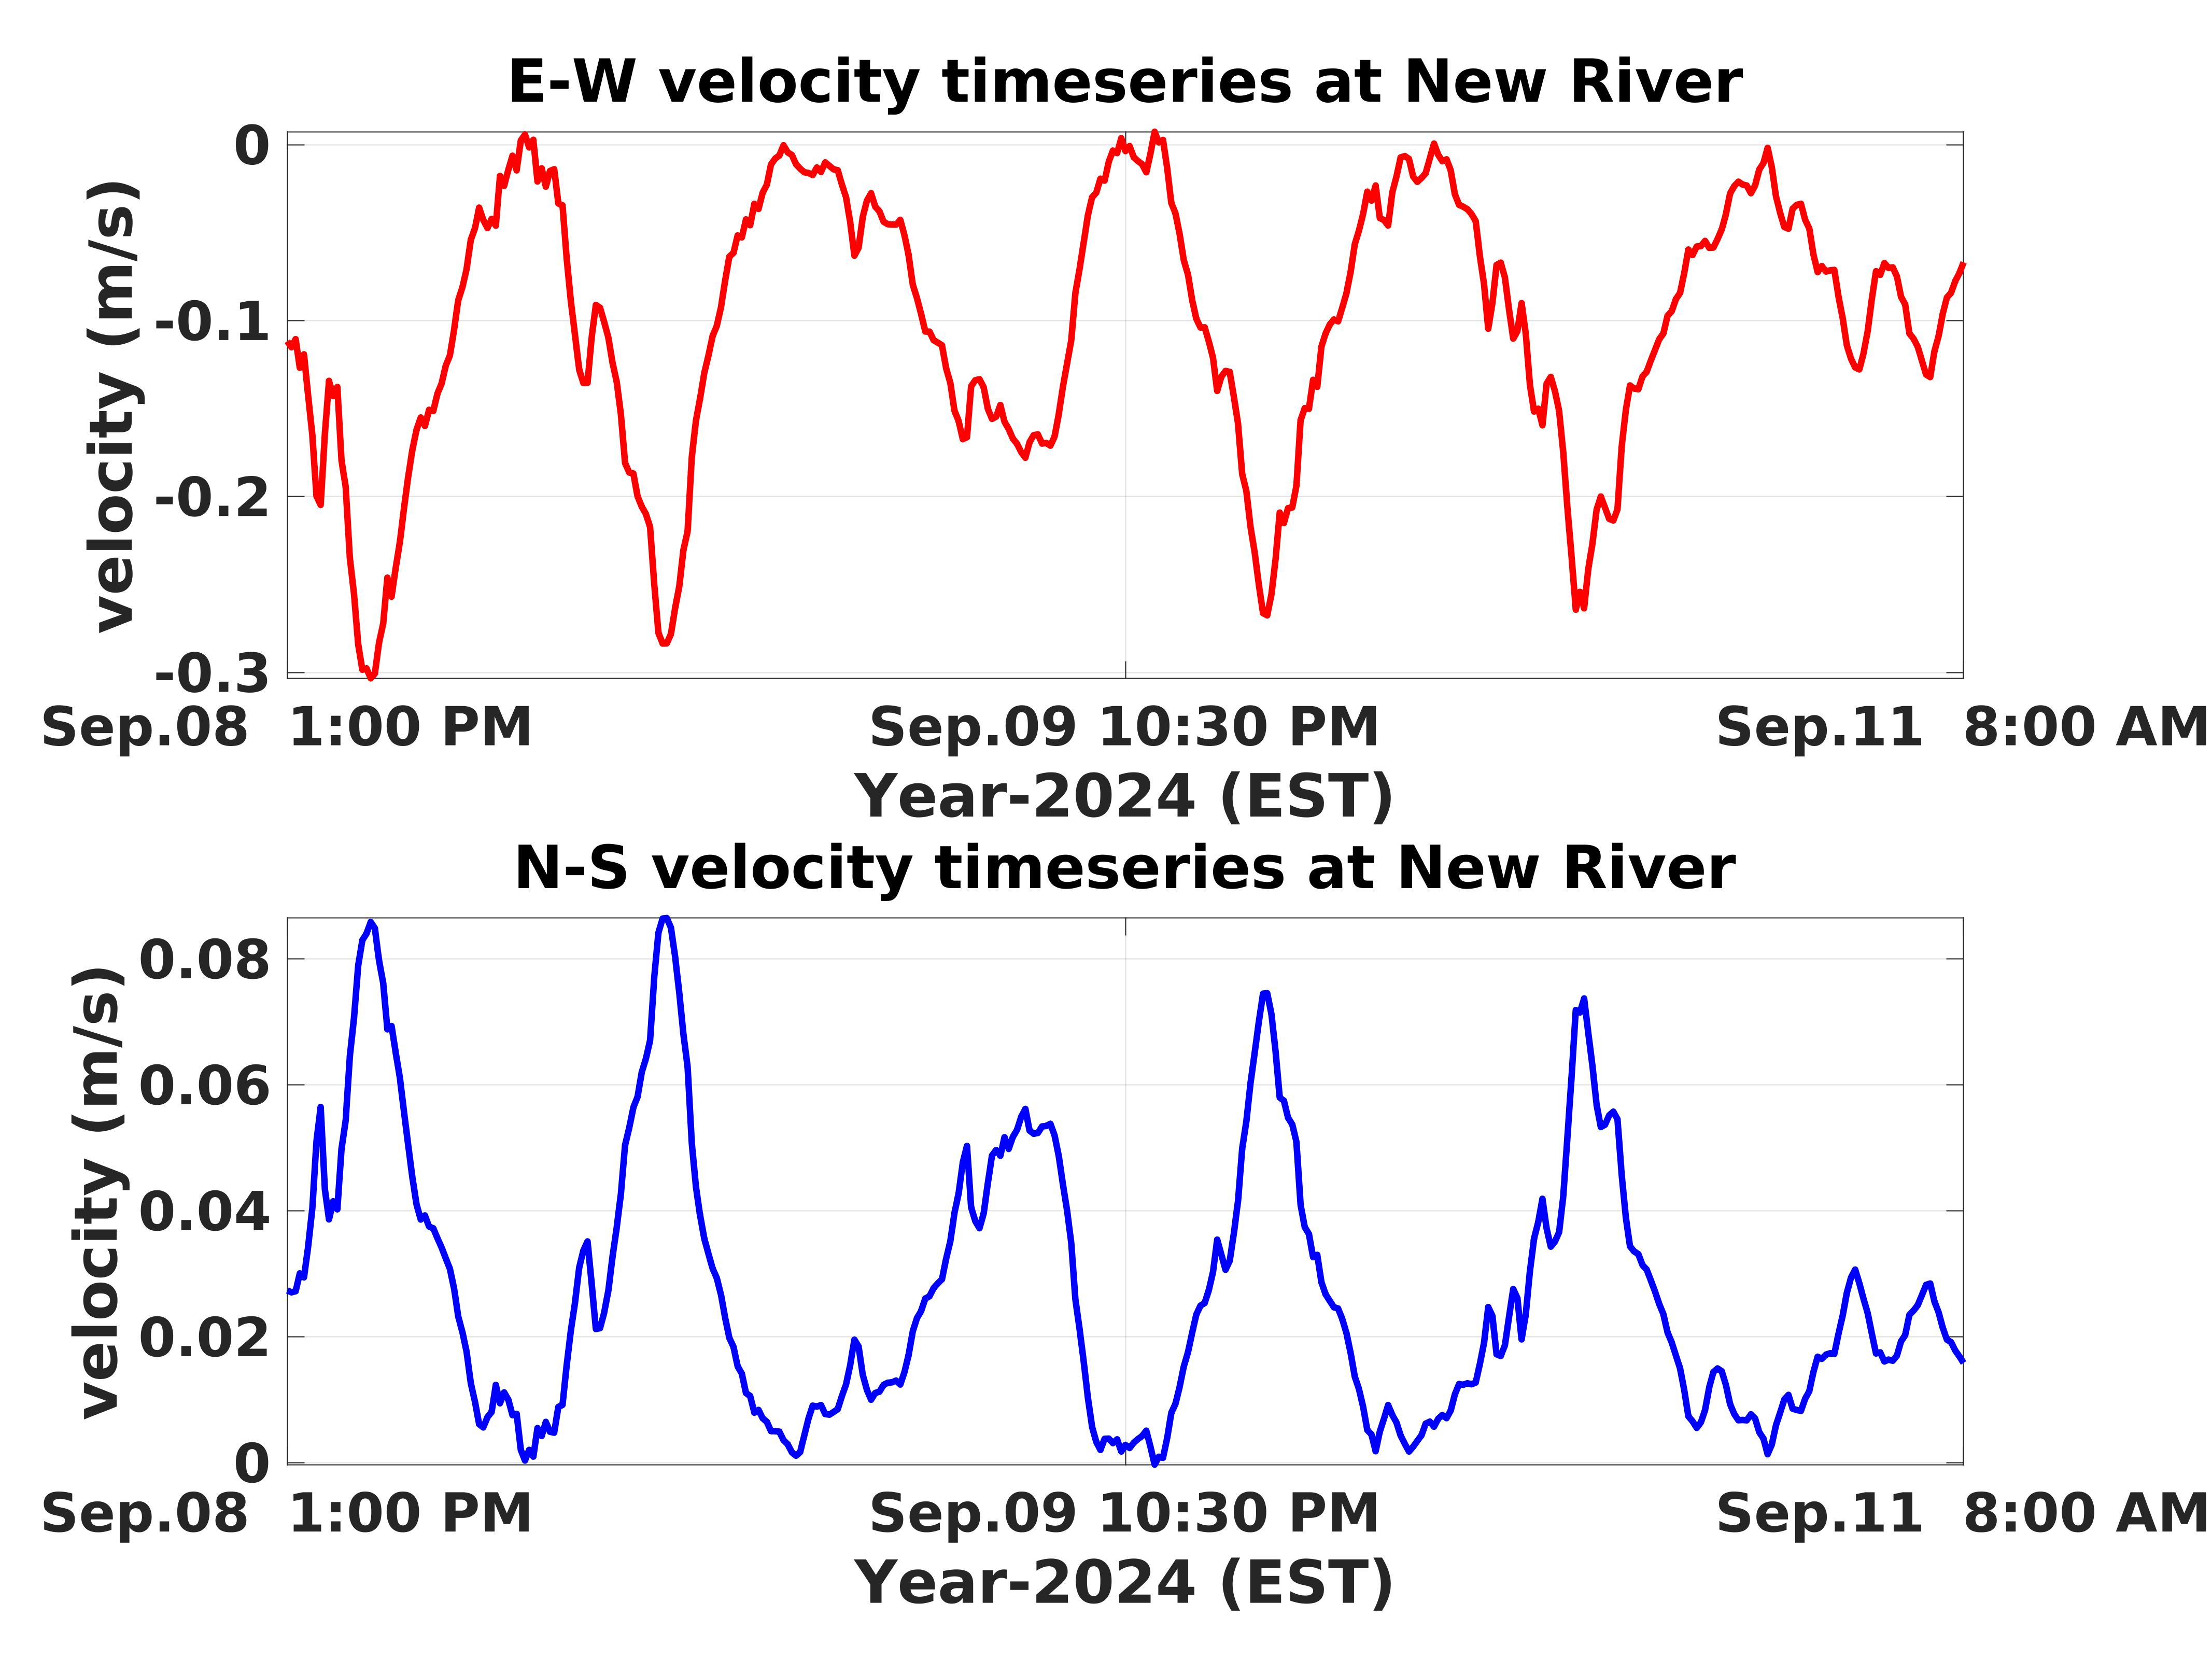 E-W velocity timeseries at New River
velocity (m/s)
0
-0.1
-0.2
-0.3
Sep.08  1:00 PM Sep.09 10:30 PM Sep.11  8:00 AM
Year-2024 (EST)
N-S velocity timeseries at New River
velocity (m/s)
0.08
0.06
0.04
0.02
0
Sep.08  1:00 PM Sep.09 10:30 PM Sep.11  8:00 AM
Year-2024 (EST)